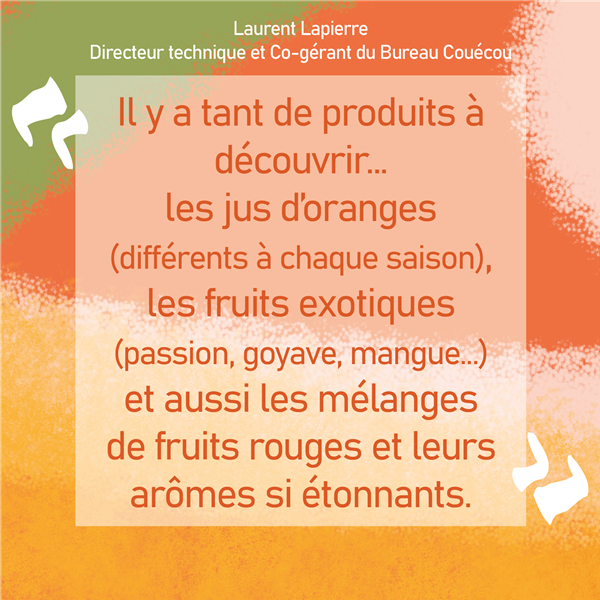 Laurent Lapierre
Directeur technique et Co-gérant du Bureau Couécou
Il y a tant de produits à
découvrir...
les jus d'oranges
(différents à chaque saison),
les fruits exotiques
(passion, goyave, mangue...)
et aussi les mélanges
de fruits rouges et leurs
arômes si étonnants.